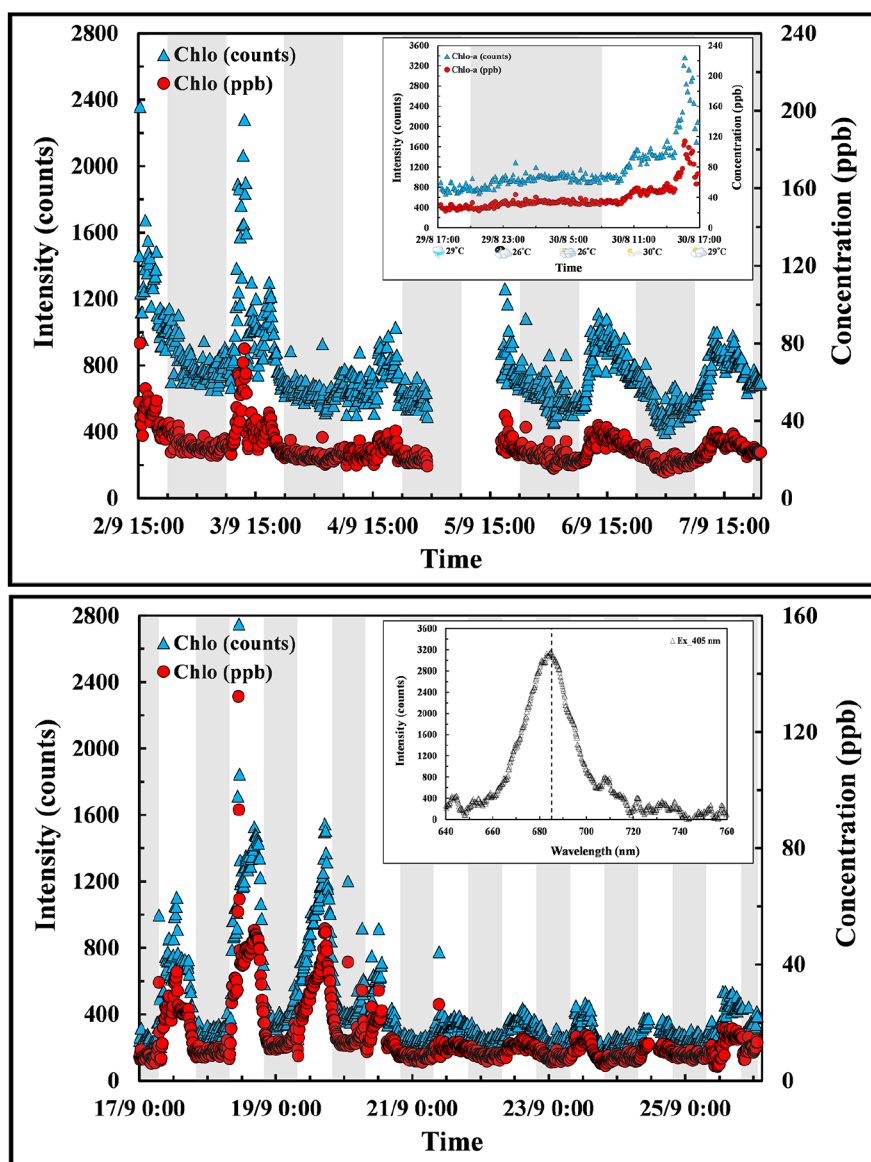 2800
2400
2000
1600
1200
800
400
0
Intensity (counts)
Chlo (counts)
Chlo (ppb)
240
200
160
120
80
40
0
Concentration (ppb)
2/9 15:00 3/9 15:00 4/9 15:00 5/9 15:00 6/9 15:00 7/9 15:00
Time
3600
3200
2800
2400
2000
1600
1200
800
400
0
Intensity (counts)
Chlo-a (counts)
Chlo-a (ppb)
240
200
160
120
80
40
0
Concentration (ppb)
29/8 17:00 29/8 23:00 30/8 5:00 30/8 11:00 30/8 17:00
29°C 26°C 26°C 30°C 29°C
Time
2800
2400
2000
1600
1200
800
400
0
Intensity (counts)
Chlo (counts)
Chlo (ppb)
160
120
80
40
0
Concentration (ppb)
17/9 0:00 19/9 0:00 21/9 0:00 23/9 0:00 25/9 0:00
Time
3600
3200
2800
2400
2000
1600
1200
800
400
0
Intensity (counts)
Ex_405 nm
640 660 680 700 720 740 760
Wavelength (nm)